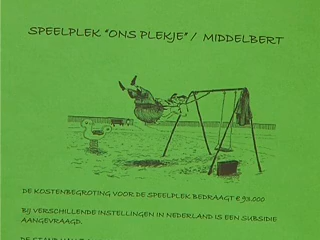 SPEELPLEK "ONS PLEKJE" / MIDDELBERT
DE KOSTENBEGROTING VOOR DE SPEELPLEK BEDRAAGT € 93.000
BIJ VERSCHILLENDE INSTELLINGEN IN NEDERLAND IS EEN SUBSIDIE
AANGEVRAAGD.